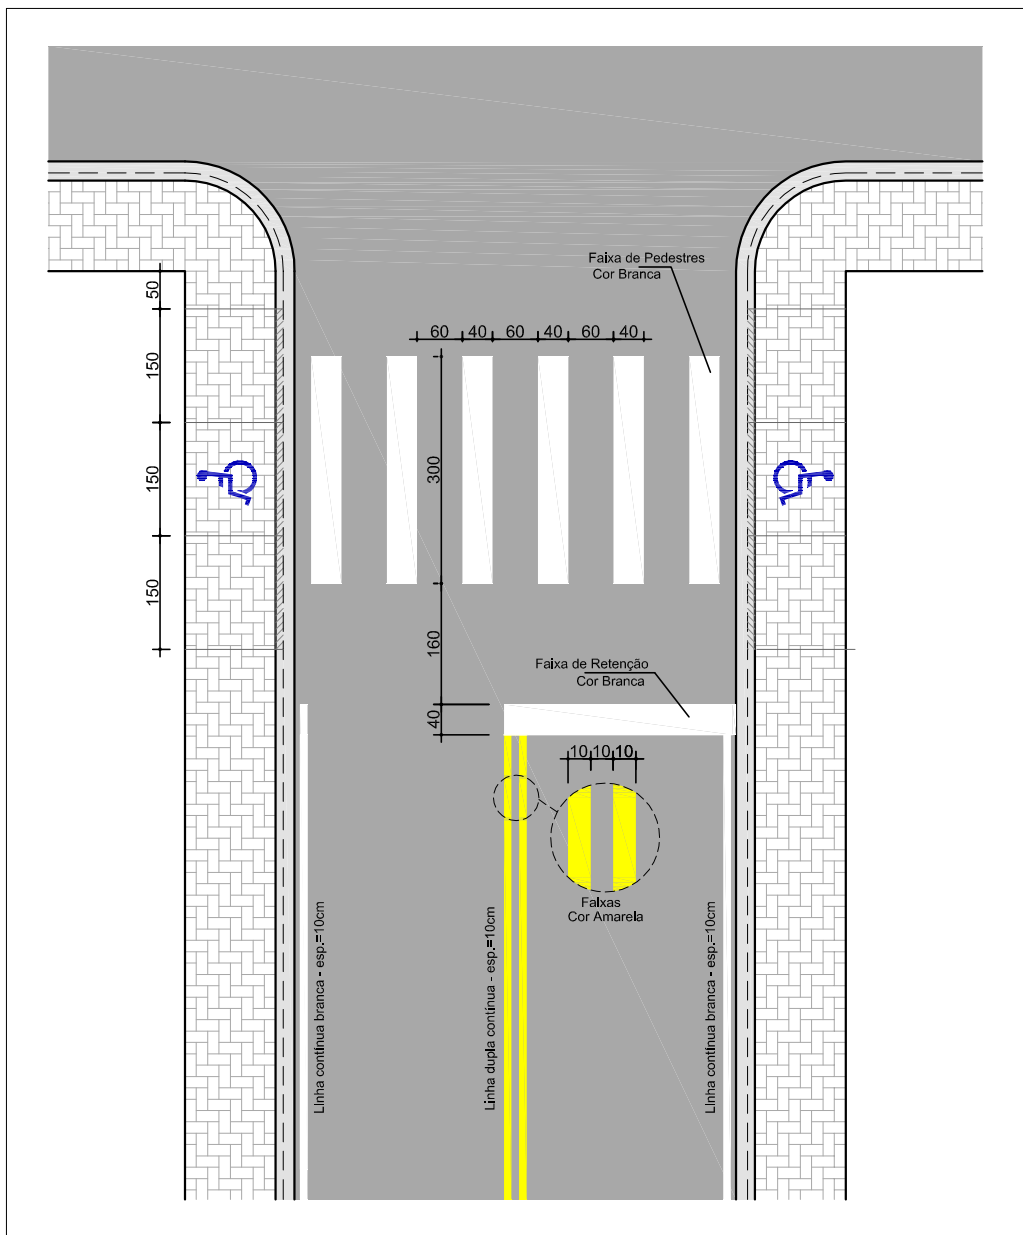 Faixa de Pedestres
Cor Branca
50
150
150
150
60 40 60 40 60 40
300
160
40
Faixa de Retenção
Cor Branca
10 10 10
Faixas
Cor Amarela
Linha contínua branca - esp.=10cm
Linha dupla contínua - esp.=10cm
Linha contínua branca - esp.=10cm